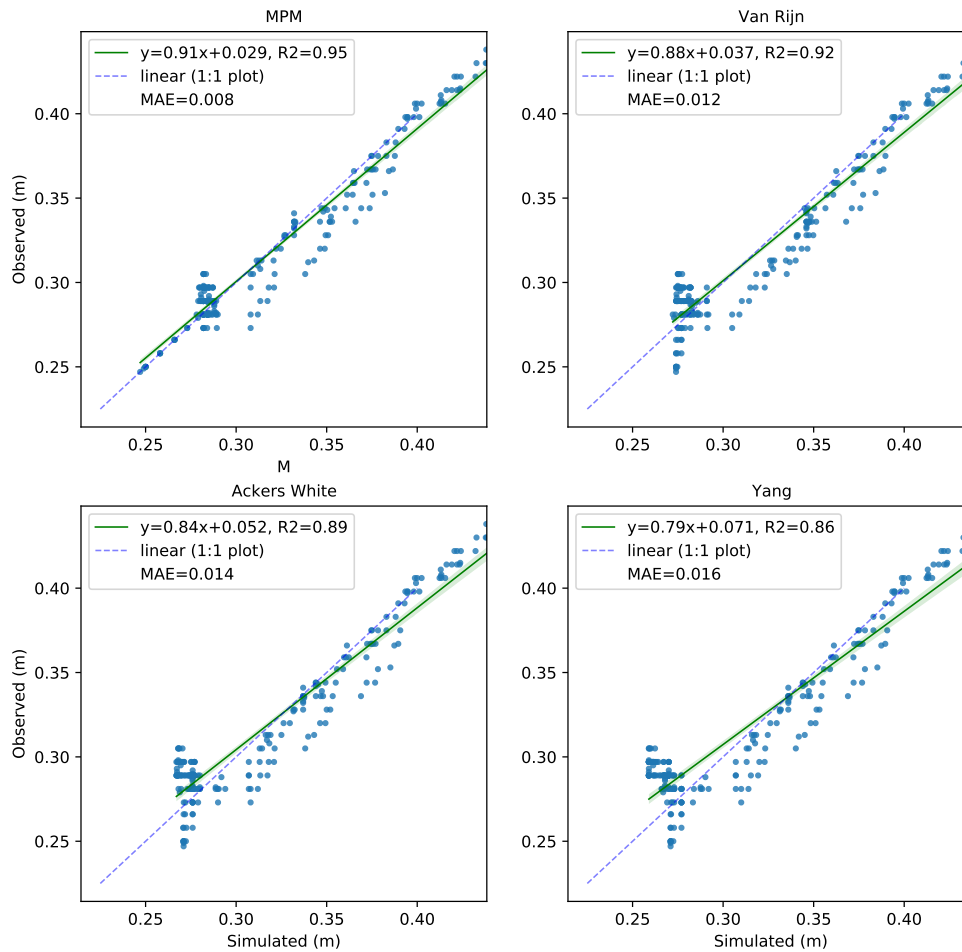 MPM
y=0.91x+0.029, R2=0.95
linear (1:1 plot)
MAE=0.008
0.40
0.35
0.30
0.25
Observed (m)
0.25 0.30 0.35 0.40
M
Van Rijn
y=0.88x+0.037, R2=0.92
linear (1:1 plot)
MAE=0.012
0.40
0.35
0.30
0.25
0.25 0.30 0.35 0.40
Ackers White
y=0.84x+0.052, R2=0.89
linear (1:1 plot)
MAE=0.014
0.40
0.35
0.30
0.25
Observed (m)
0.25 0.30 0.35 0.40
Simulated (m)
Yang
y=0.79x+0.071, R2=0.86
linear (1:1 plot)
MAE=0.016
0.40
0.35
0.30
0.25
0.25 0.30 0.35 0.40
Simulated (m)